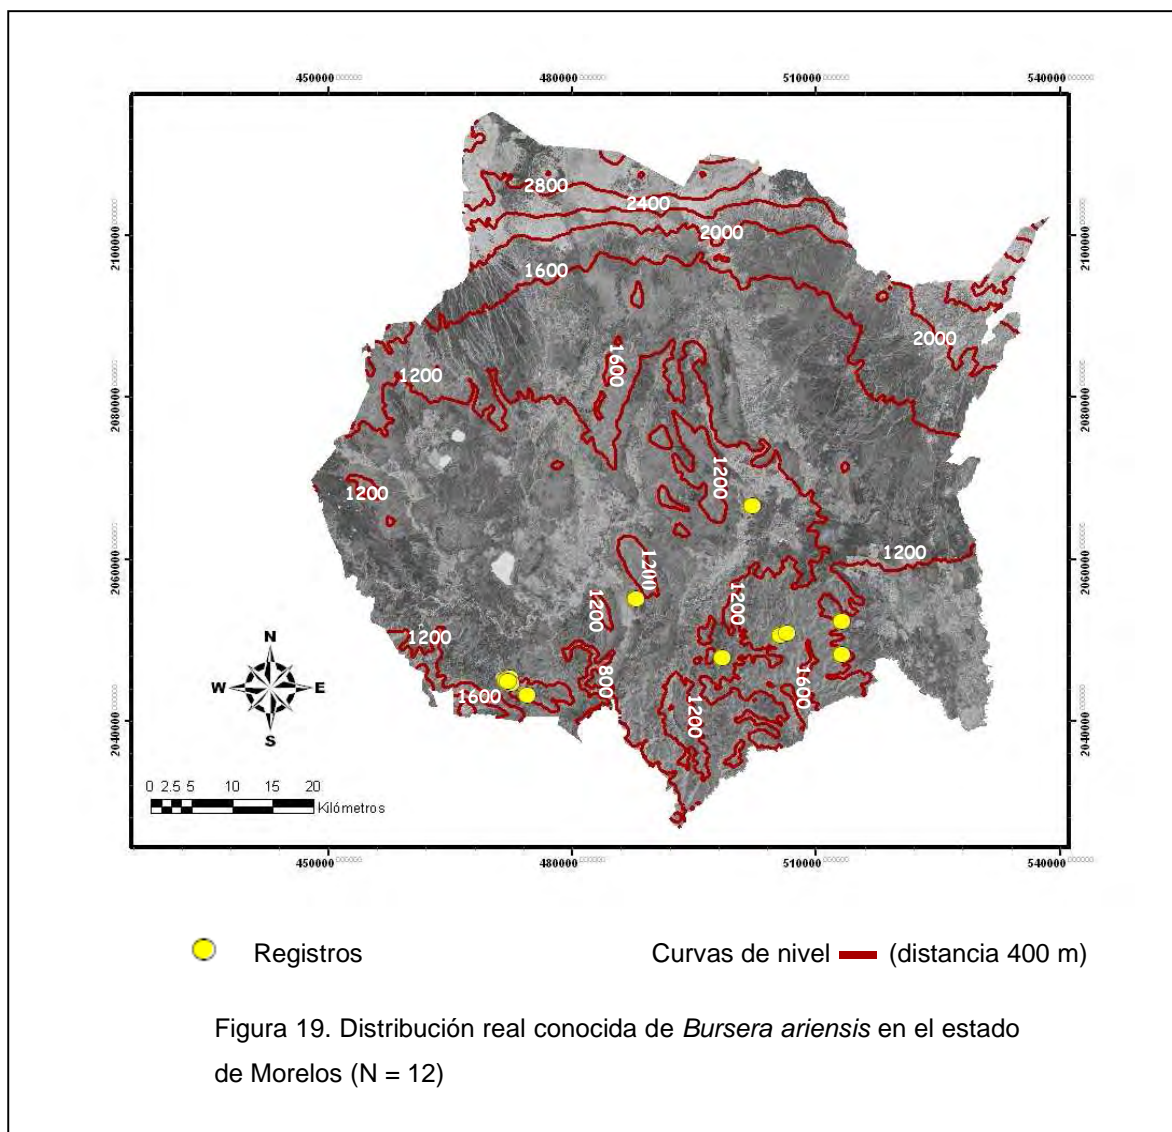 450000 480000 510000 540000
2100000 2100000
2080000 2080000
2060000 2060000
2040000 2040000
2800
2400
2000
1600
2000
1600
1200
1200
1200
1200
1200
1200
1200
1200
800
1600
1600
1200
N
W E
S
0 2.5 5 10 15 20
Kilómetros
450000 480000 510000 540000
Registros Curvas de nivel (distancia 400 m)
Figura 19. Distribución real conocida de Bursera ariensis en el estado
de Morelos (N = 12)